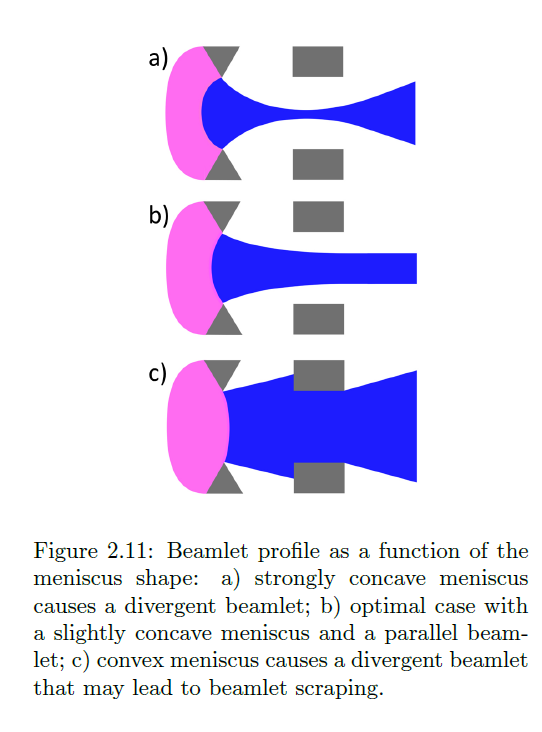 a)
b)
c)
Figure 2.11: Beamlet profile as a function of the
meniscus shape: a) strongly concave meniscus
causes a divergent beamlet; b) optimal case with
a slightly concave meniscus and a parallel beam-
let; c) convex meniscus causes a divergent beamlet
that may lead to beamlet scraping.